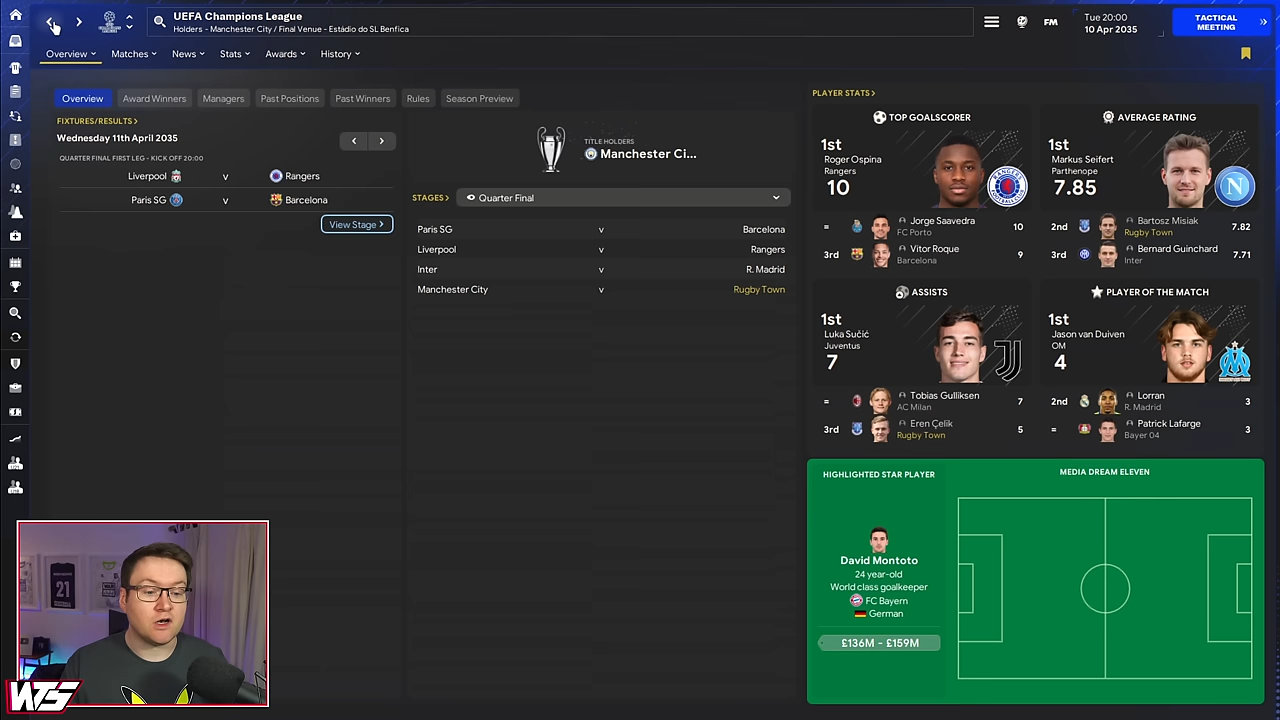 UEFA Champions League
Holders - Manchester City / Final Venue - Estádio do SL Benfica
FM
Tue 20:00
10 Apr 2035
TACTICAL
MEETING
Overview
Matches
News
Stats
Awards
History
Overview
Award Winners
Managers
Past Positions
Past Winners
Rules
Season Preview
FIXTURES/RESULTS
Wednesday 11th April 2035
QUARTER FINAL FIRST LEG - KICK OFF 20:00
Liverpool v Rangers
Paris SG v Barcelona
View Stage
TITLE HOLDERS
Manchester Ci...
STAGES
Quarter Final
Paris SG v Barcelona
Liverpool v Rangers
Inter v R. Madrid
Manchester City v Rugby Town
PLAYER STATS
TOP GOALSCORER
1st
Roger Ospina
Rangers
10
= Jorge Saavedra 10
FC Porto
3rd Vitor Roque 9
Barcelona
AVERAGE RATING
1st
Markus Seifert
Parthenope
7.85
2nd Bartosz Misiak 7.82
Rugby Town
3rd Bernard Guinchard 7.71
Inter
ASSISTS
1st
Luka Sučić
Juventus
7
= Tobias Gulliksen 7
AC Milan
3rd Eren Çelik 5
Rugby Town
PLAYER OF THE MATCH
1st
Jason van Duiven
OM
4
2nd Lorran 3
R. Madrid
= Patrick Lafarge 3
Bayer 04
HIGHLIGHTED STAR PLAYER
David Montoto
24 year-old
World class goalkeeper
FC Bayern
German
£136M - £159M
MEDIA DREAM ELEVEN
21
WTS